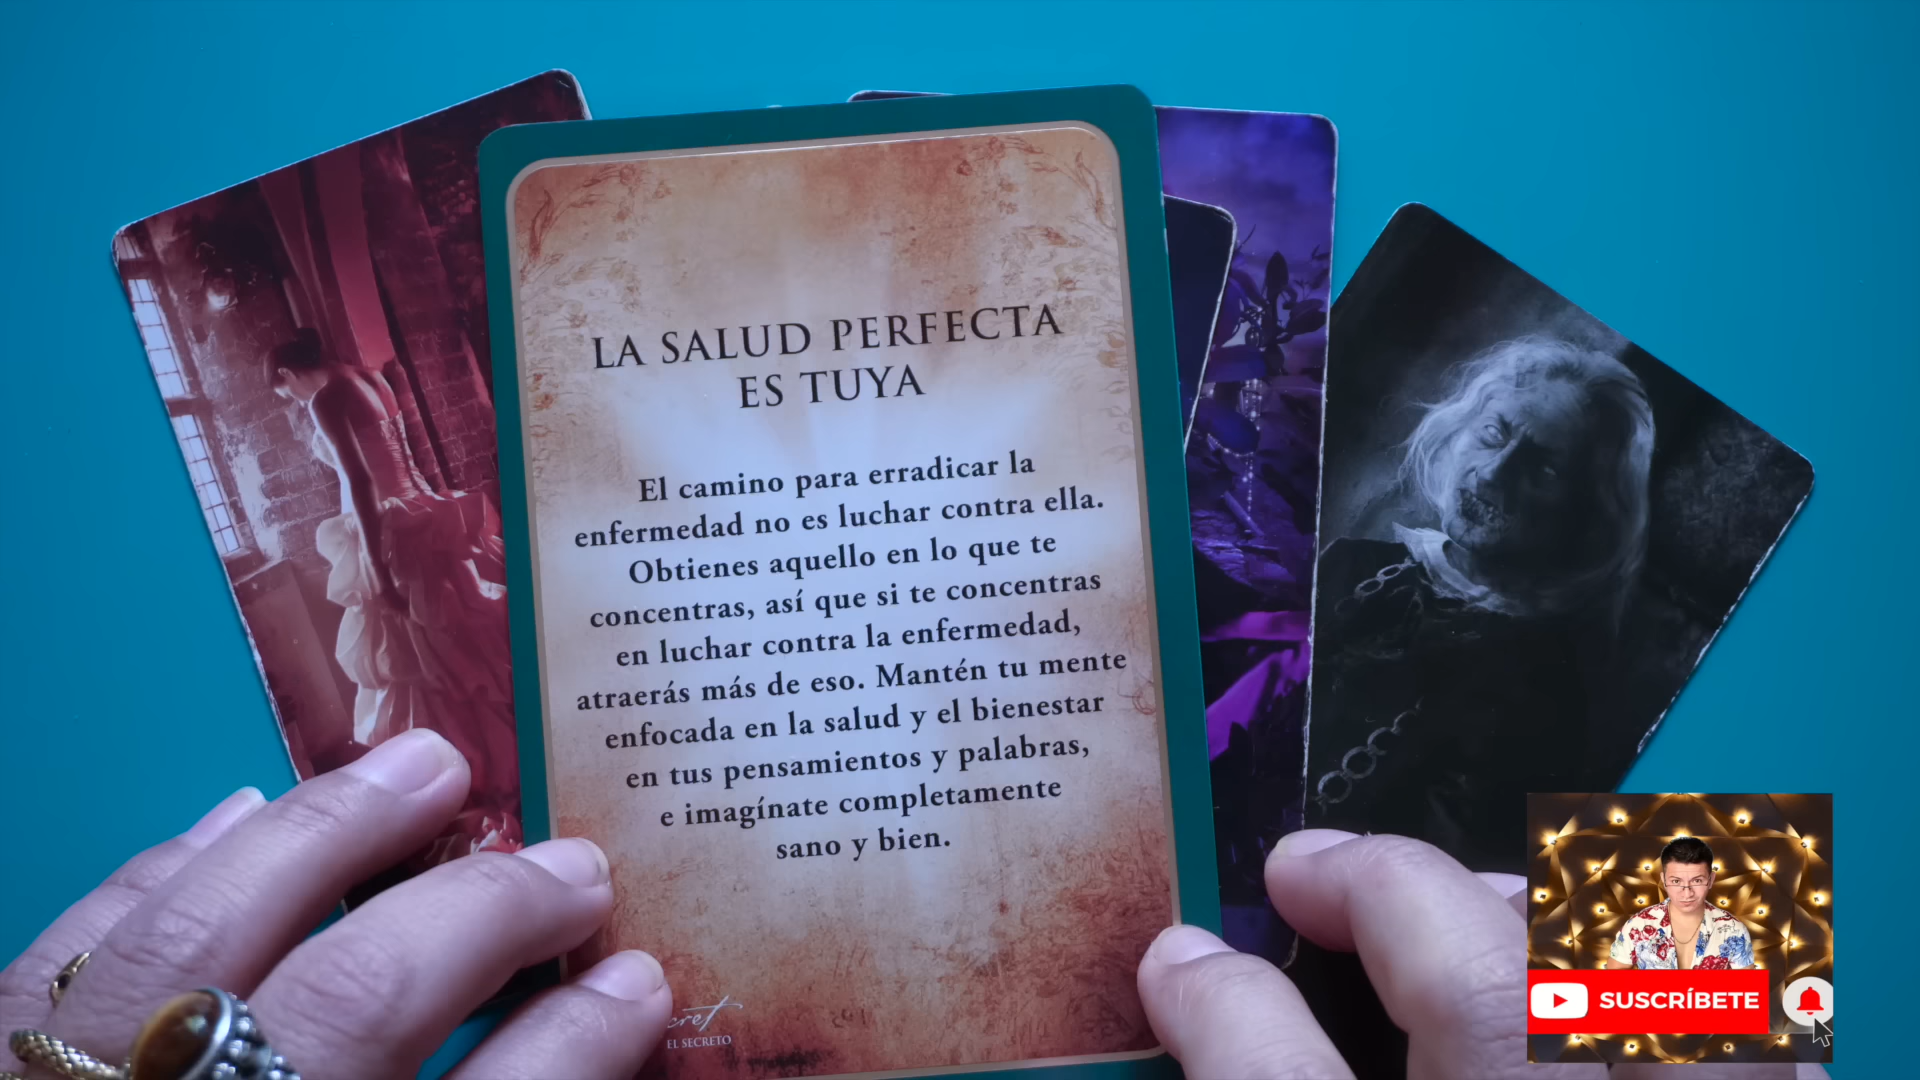 LA SALUD PERFECTA
ES TUYA
El camino para erradicar la
enfermedad no es luchar contra ella.
Obtienes aquello en lo que te
concentras, así que si te concentras
en luchar contra la enfermedad,
atraerás más de eso. Mantén tu mente
enfocada en la salud y el bienestar
en tus pensamientos y palabras,
e imagínate completamente
sano y bien.
EL SECRETO
SUSCRÍBETE